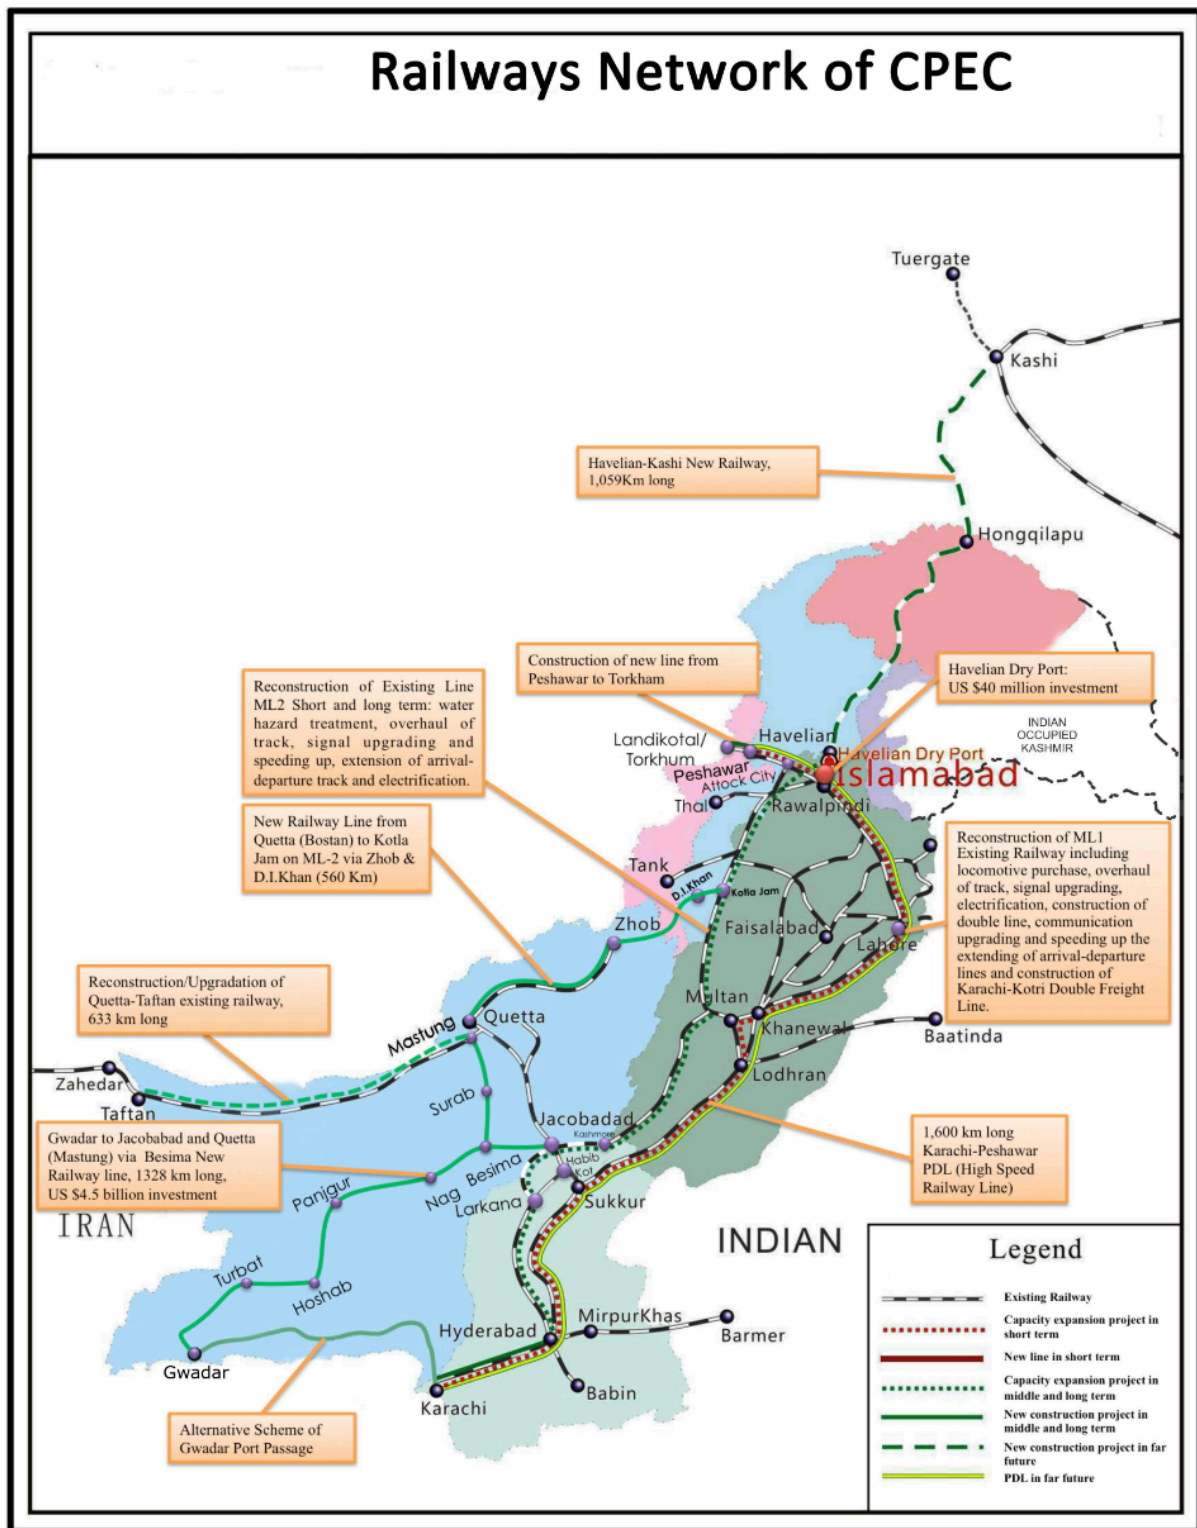 Railways Network of CPEC
Tuergate
Kashi
Havelian-Kashi New Railway,
1,059Km long
Hongqilapu
Construction of new line from
Peshawar to Torkham
Havelian Dry Port:
US $40 million investment
Reconstruction of Existing Line
ML2 Short and long term: water
hazard treatment, overhaul of
track, signal upgrading and
speeding up, extension of arrival-
departure track and electrification.
INDIAN
OCCUPIED
KASHMIR
Landikotal/
Torkhum
Havelian
Havelian Dry Port
Peshawar
Attock City
Islamabad
Thal
Rawalpindi
New Railway Line from
Quetta (Bostan) to Kotla
Jam on ML-2 via Zhob &
D.I.Khan (560 Km)
Reconstruction of ML1
Existing Railway including
locomotive purchase, overhaul
of track, signal upgrading,
electrification, construction of
double line, communication
upgrading and speeding up the
extending of arrival-departure
lines and construction of
Karachi-Kotri Double Freight
Line.
Tank
D.I.Khan
Kotla Jam
Zhob
Faisalabad
Lahore
Reconstruction/Upgradation of
Quetta-Taftan existing railway,
633 km long
Multan
Mastung
Quetta
Khanewal
Baatinda
Zahedar
Taftan
Lodhran
Surab
Jacobadad
Kashmore
Gwadar to Jacobabad and Quetta
(Mastung) via Besima New
Railway line, 1328 km long,
US $4.5 billion investment
1,600 km long
Karachi-Peshawar
PDL (High Speed
Railway Line)
Nag
Besima
Habib
Kot
Panjgur
Larkana
Sukkur
IRAN
INDIAN
Turbat
Hoshab
Gwadar
Hyderabad
MirpurKhas
Barmer
Karachi
Babin
Alternative Scheme of
Gwadar Port Passage
Legend
Existing Railway
Capacity expansion project in
short term
New line in short term
Capacity expansion project in
middle and long term
New construction project in
middle and long term
New construction project in far
future
PDL in far future